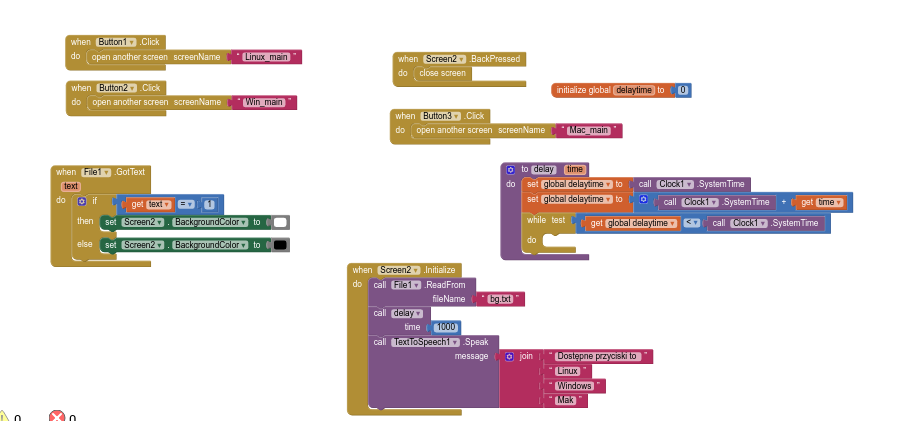 when Button1 .Click
do open another screen screenName " Linux_main "
when Button2 .Click
do open another screen screenName " Win_main "
when Screen2 .BackPressed
do close screen
initialize global delaytime to 0
when Button3 .Click
do open another screen screenName " Mac_main "
when File1 .GotText
text
do if get text = 1
then set Screen2 . BackgroundColor to
else set Screen2 . BackgroundColor to
to delay time
do set global delaytime to call Clock1 .SystemTime
set global delaytime to call Clock1 .SystemTime + get time
while test get global delaytime < call Clock1 .SystemTime
do
when Screen2 .Initialize
do call File1 .ReadFrom
fileName " bg.txt "
call delay
time 1000
call TextToSpeech1 .Speak
message join " Dostępne przyciski to "
" Linux "
" Windows "
" Mak "
0 0